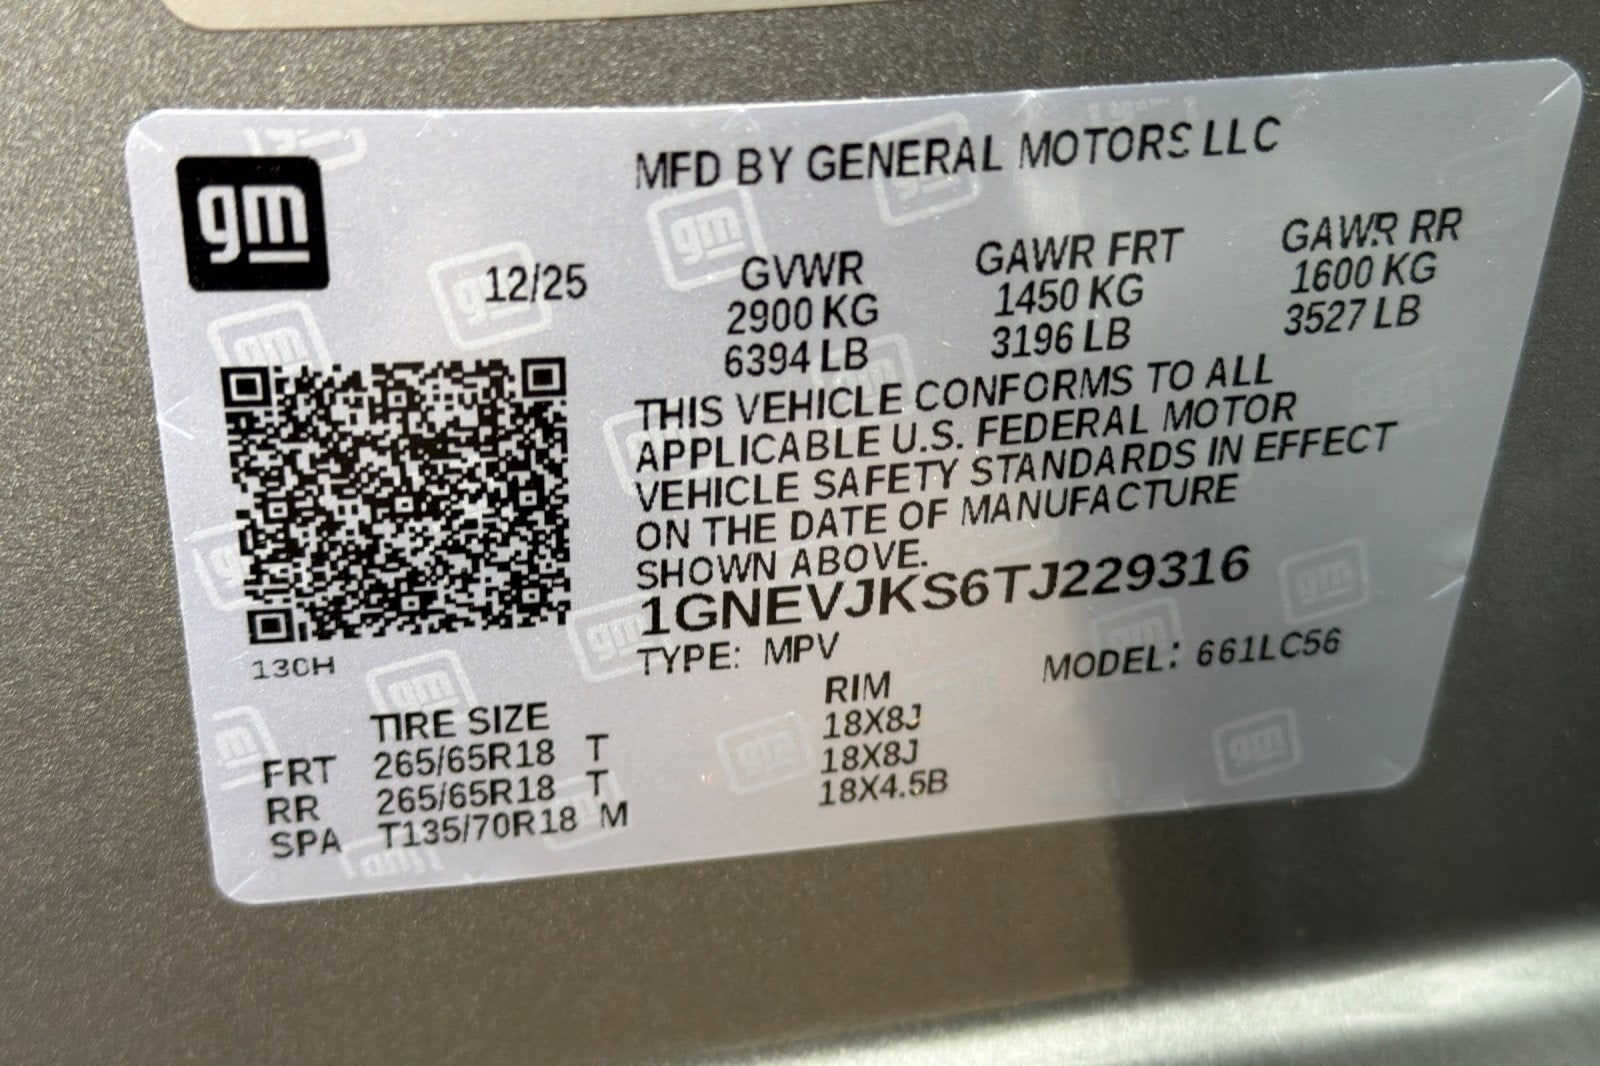 gm
MFD BY GENERAL MOTORS LLC
12/25
GVWR GAWR FRT GAWR RR
2900 KG 1450 KG 1600 KG
6394 LB 3196 LB 3527 LB
THIS VEHICLE CONFORMS TO ALL
APPLICABLE U.S. FEDERAL MOTOR
VEHICLE SAFETY STANDARDS IN EFFECT
ON THE DATE OF MANUFACTURE
SHOWN ABOVE.
1GNEVJKS6TJ229316
13CH
TYPE: MPV MODEL: 661LC56
TIRE SIZE RIM
FRT 265/65R18 T 18X8J
RR 265/65R18 T 18X8J
SPA T135/70R18 M 18X4.5B